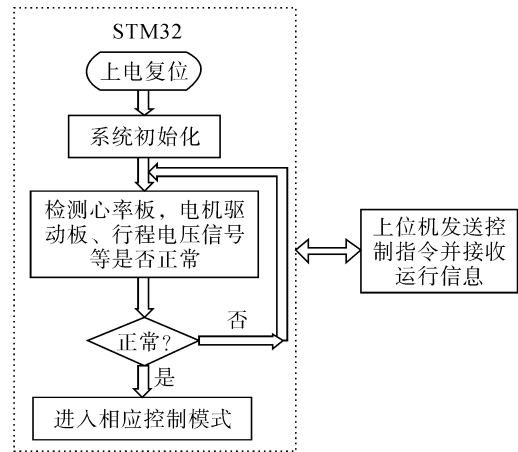 STM32
上电复位
系统初始化
检测心率板，电机驱
动板、行程电压信号
等是否正常
正常?
否
是
进入相应控制模式
上位机发送控
制指令并接收
运行信息